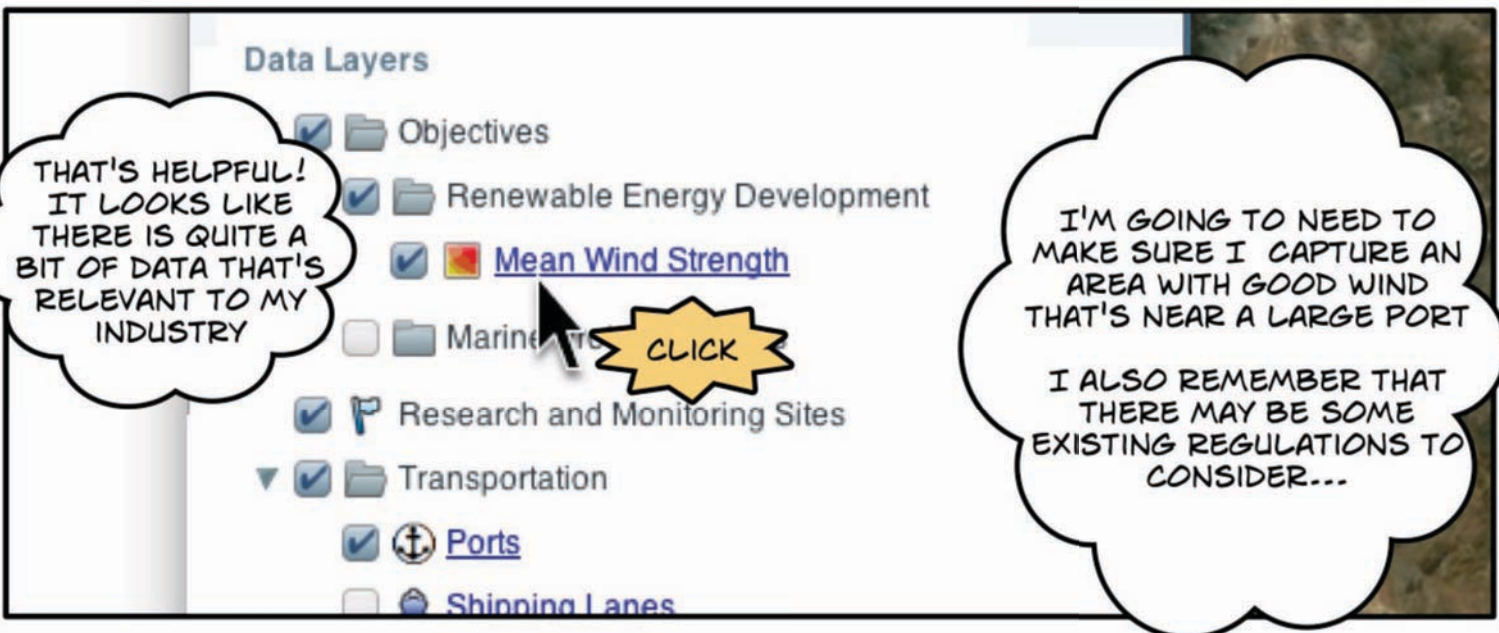 Data Layers
THAT'S HELPFUL!
IT LOOKS LIKE
THERE IS QUITE A
BIT OF DATA THAT'S
RELEVANT TO MY
INDUSTRY
Objectives
Renewable Energy Development
Mean Wind Strength
Marine
CLICK
Research and Monitoring Sites
Transportation
Ports
Shipping Lanes
I'M GOING TO NEED TO
MAKE SURE I CAPTURE AN
AREA WITH GOOD WIND
THAT'S NEAR A LARGE PORT
I ALSO REMEMBER THAT
THERE MAY BE SOME
EXISTING REGULATIONS TO
CONSIDER...